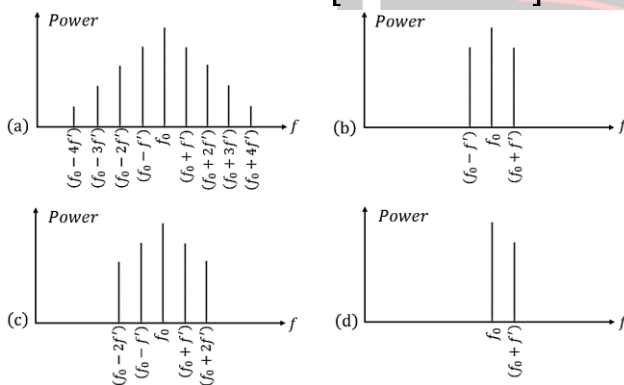 [ ]
Power
(a)
f
(f₀ − 4f′)
(f₀ − 3f′)
(f₀ − 2f′)
(f₀ − f′)
f₀
(f₀ + f′)
(f₀ + 2f′)
(f₀ + 3f′)
(f₀ + 4f′)
Power
(b)
f
(f₀ − f′)
f₀
(f₀ + f′)
Power
(c)
f
(f₀ − 2f′)
(f₀ − f′)
f₀
(f₀ + f′)
(f₀ + 2f′)
Power
(d)
f
f₀
(f₀ + f′)